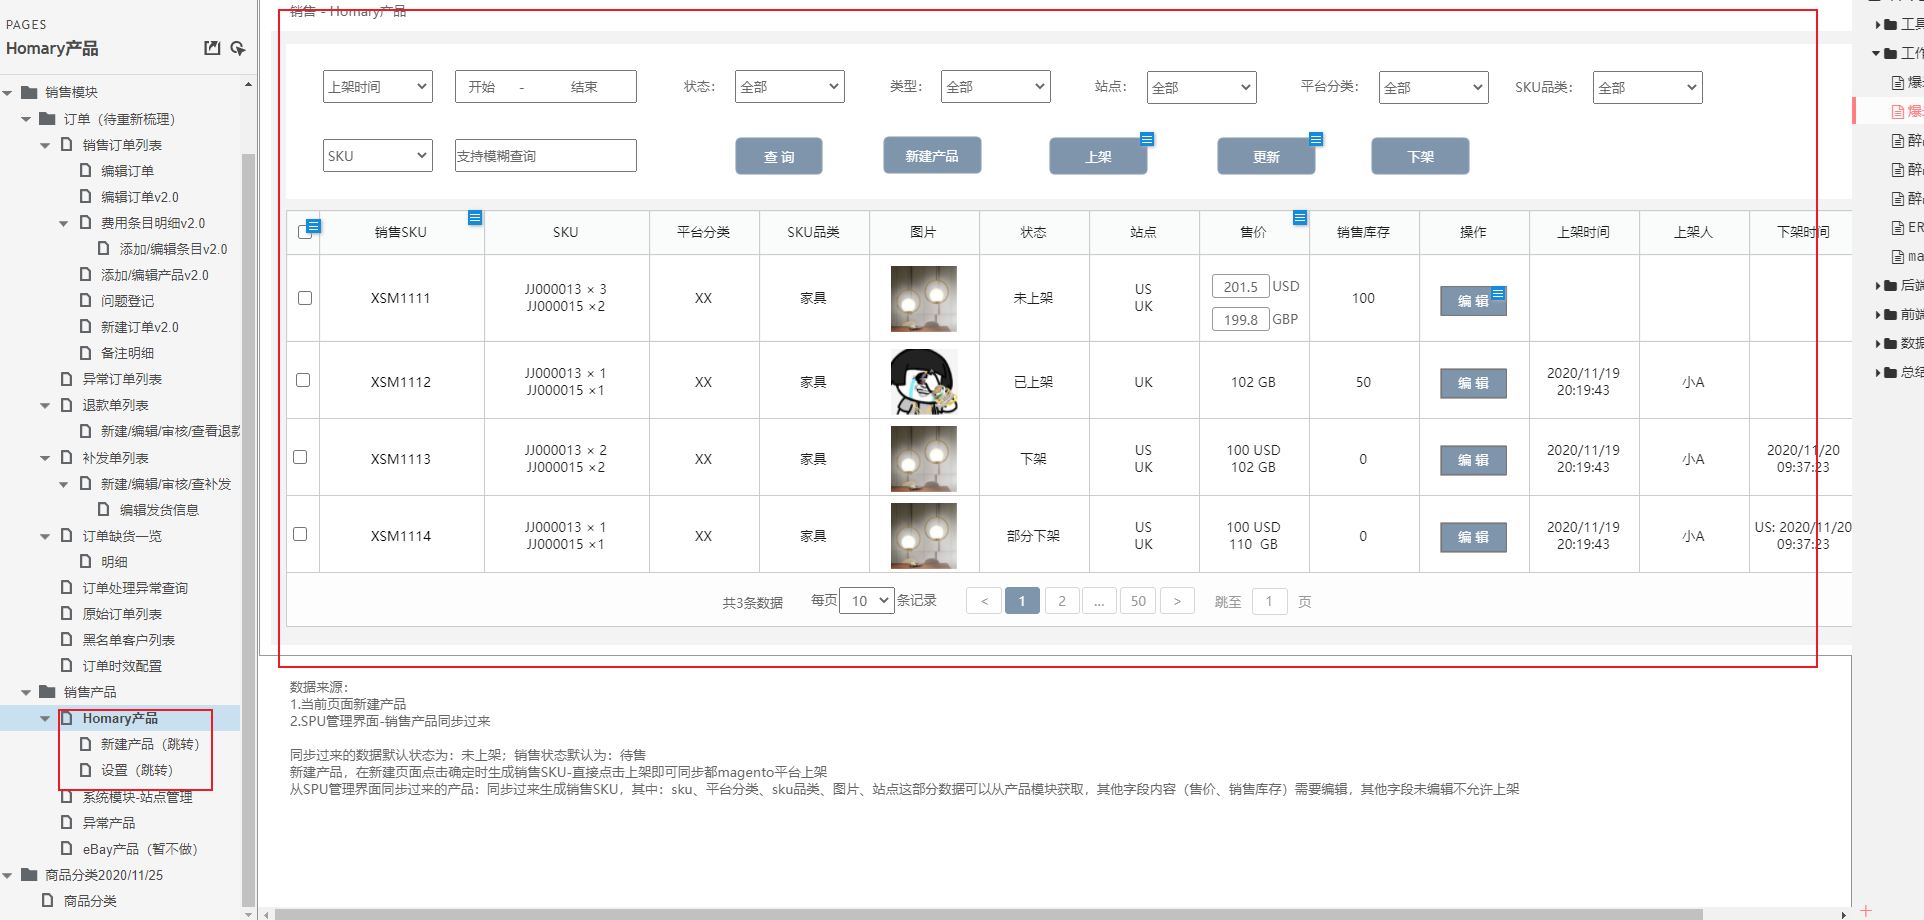 PAGES
Homary产品
销售模块
订单（待重新梳理）
销售订单列表
编辑订单
编辑订单v2.0
费用条目明细v2.0
添加/编辑条目v2.0
添加/编辑产品v2.0
问题登记
新建订单v2.0
备注明细
异常订单列表
退款单列表
新建/编辑/审核/查看退款
补发单列表
新建/编辑/审核/查补发
编辑发货信息
订单缺货一览
明细
订单处理异常查询
原始订单列表
黑名单客户列表
订单时效配置
销售产品
Homary产品
新建产品（跳转）
设置（跳转）
系统模块-站点管理
异常产品
eBay产品（暂不做）
商品分类2020/11/25
商品分类
销售 - Homary产品
上架时间 开始 - 结束 状态： 全部 类型： 全部 站点： 全部 平台分类： 全部 SKU品类： 全部
SKU 支持模糊查询 查 询 新建产品 上架 更新 下架
销售SKU SKU 平台分类 SKU品类 图片 状态 站点 售价 销售库存 操作 上架时间 上架人 下架时间
XSM1111 JJ000013 × 3 JJ000015 ×2 XX 家具 未上架 US UK 201.5 USD 199.8 GBP 100 编 辑
XSM1112 JJ000013 × 1 JJ000015 ×1 XX 家具 已上架 UK 102 GB 50 编 辑 2020/11/19 20:19:43 小A
XSM1113 JJ000013 × 2 JJ000015 ×2 XX 家具 下架 US UK 100 USD 102 GB 0 编 辑 2020/11/19 20:19:43 小A 2020/11/20 09:37:23
XSM1114 JJ000013 × 1 JJ000015 ×1 XX 家具 部分下架 US UK 100 USD 110 GB 0 编 辑 2020/11/19 20:19:43 小A US: 2020/11/20 09:37:23
共3条数据 每页 10 条记录 < 1 2 ... 50 > 跳至 1 页
数据来源：
1.当前页面新建产品
2.SPU管理界面-销售产品同步过来
同步过来的数据默认状态为：未上架；销售状态默认为：待售
新建产品，在新建页面点击确定时生成销售SKU-直接点击上架即可同步都magento平台上架
从SPU管理界面同步过来的产品：同步过来生成销售SKU，其中：sku、平台分类、sku品类、图片、站点这部分数据可以从产品模块获取，其他字段内容（售价、销售库存）需要编辑，其他字段未编辑不允许上架
工具
工作
爆
爆
醉
醉
醉
ER
ma
后端
前端
数据
总结